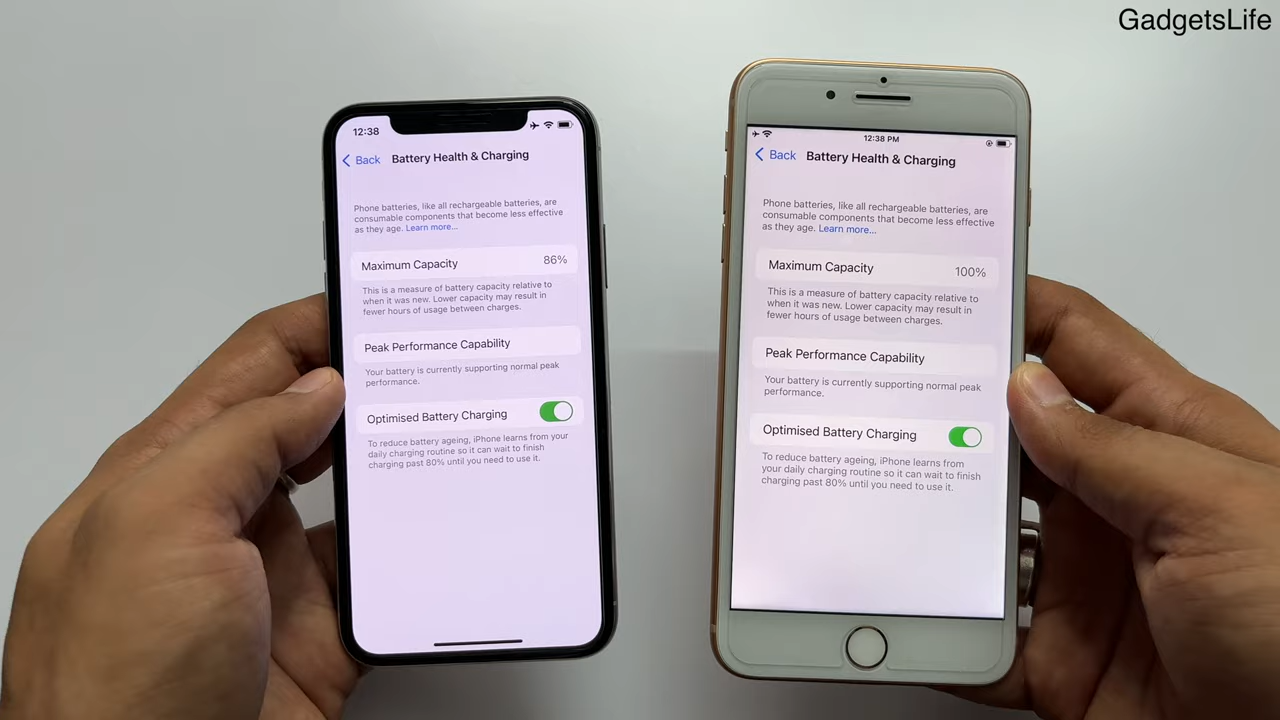 GadgetsLife
12:38
Back
Battery Health & Charging
Phone batteries, like all rechargeable batteries, are
consumable components that become less effective
as they age. Learn more...
Maximum Capacity
86%
This is a measure of battery capacity relative to
when it was new. Lower capacity may result in
fewer hours of usage between charges.
Peak Performance Capability
Your battery is currently supporting normal peak
performance.
Optimised Battery Charging
To reduce battery ageing, iPhone learns from your
daily charging routine so it can wait to finish
charging past 80% until you need to use it.
12:38 PM
Back
Battery Health & Charging
Phone batteries, like all rechargeable batteries, are
consumable components that become less effective
as they age. Learn more...
Maximum Capacity
100%
This is a measure of battery capacity relative to
when it was new. Lower capacity may result in
fewer hours of usage between charges.
Peak Performance Capability
Your battery is currently supporting normal peak
performance.
Optimised Battery Charging
To reduce battery ageing, iPhone learns from
your daily charging routine so it can wait to finish
charging past 80% until you need to use it.